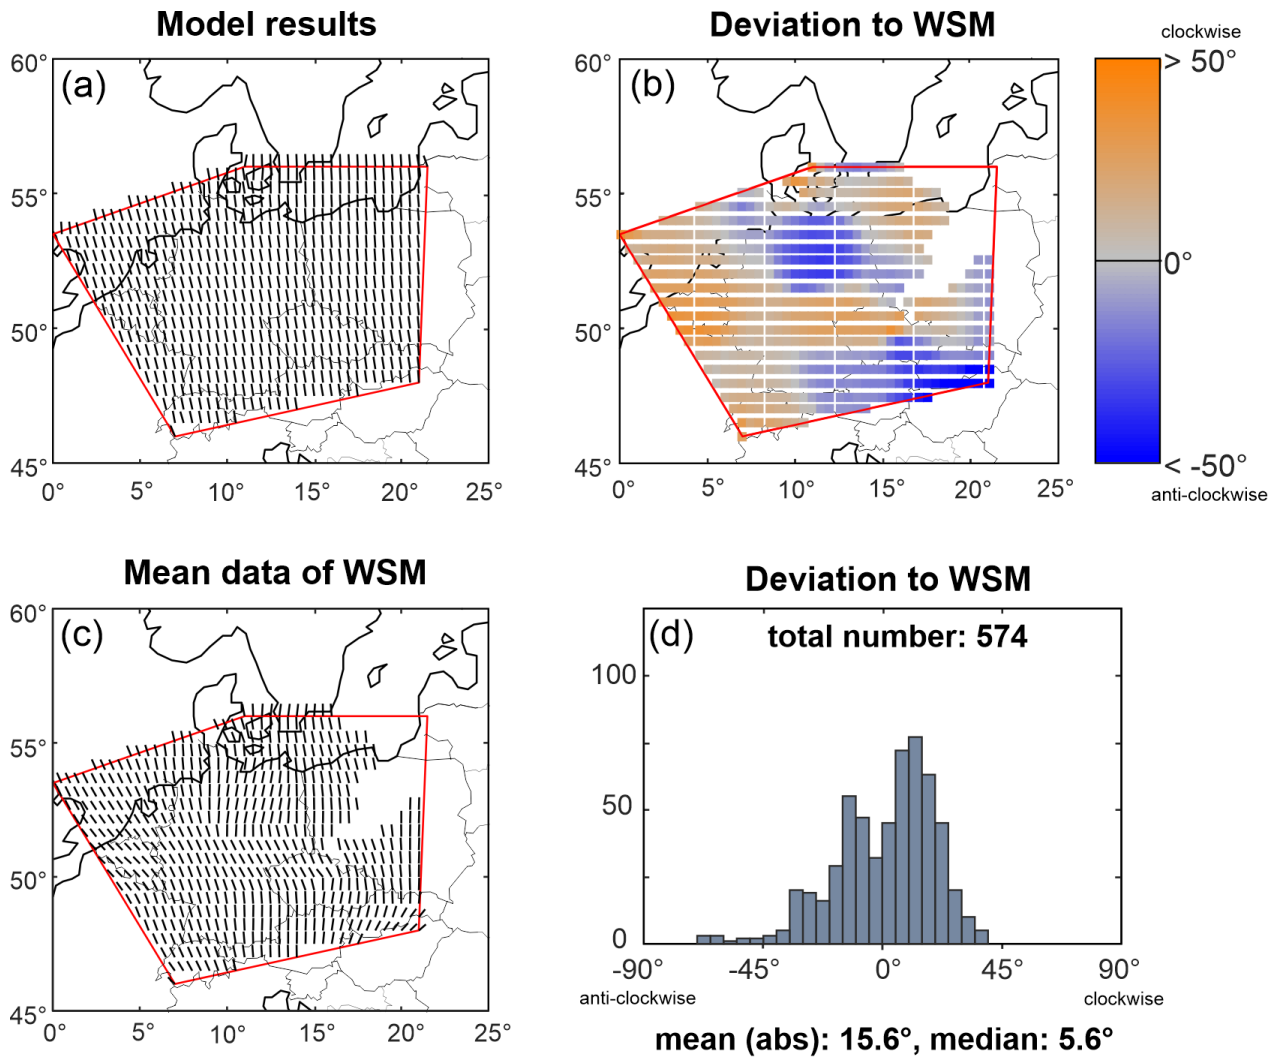 Model results
(a)
60°
55°
50°
45°
0° 5° 10° 15° 20° 25°
Deviation to WSM
(b)
60°
55°
50°
45°
0° 5° 10° 15° 20° 25°
clockwise
> 50°
0°
< -50°
anti-clockwise
Mean data of WSM
(c)
60°
55°
50°
45°
0° 5° 10° 15° 20° 25°
Deviation to WSM
(d)
total number: 574
100
50
0
-90° -45° 0° 45° 90°
anti-clockwise clockwise
mean (abs): 15.6°, median: 5.6°